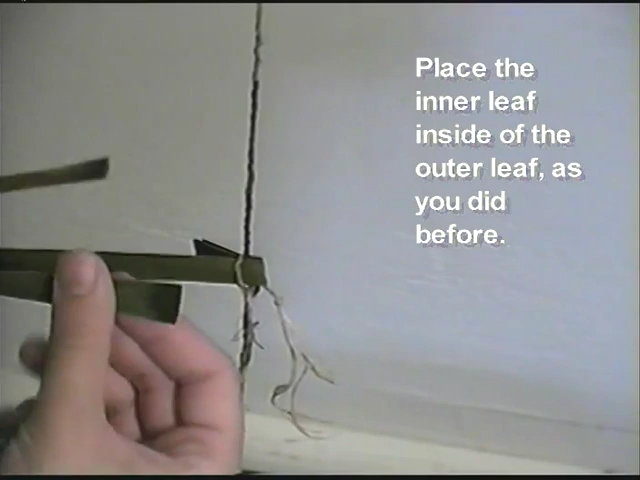 Place the
inner leaf
inside of the
outer leaf, as
you did
before.